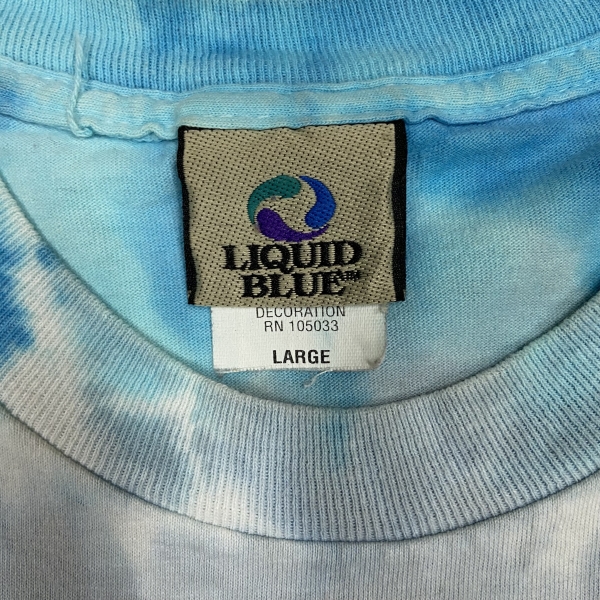 LIQUID
BLUE™
DECORATION
RN 105033
LARGE